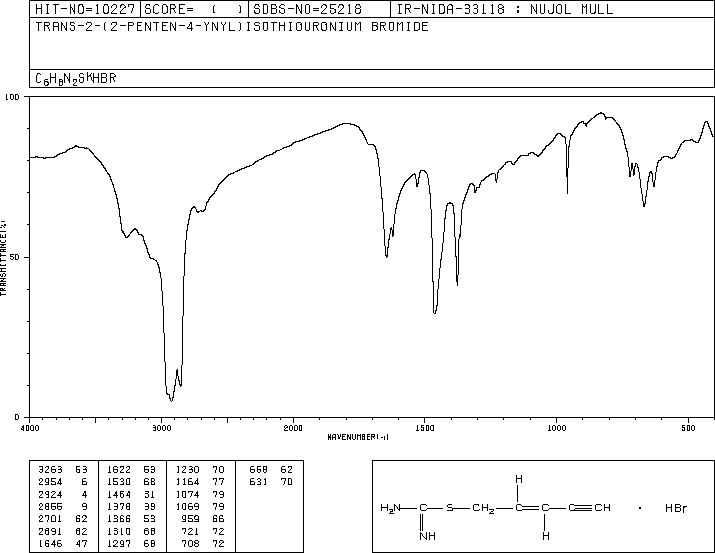 HIT-NO=10227 SCORE= ( ) SDBS-NO=25218 IR-NIDA-33118 : NUJOL MULL
TRANS-2-(2-PENTEN-4-YNYL)ISOTHIOURONIUM BROMIDE
C6H8N2S*HBR
100
50
0
TRANSMITTANCE(%)
4000 3000 2000 1500 1000 500
WAVENUMBER(-1)
3263 53 1622 53 1230 70 668 62
2954 6 1530 68 1164 77 631 70
2924 4 1464 31 1074 79
2855 9 1378 39 1069 79
2701 62 1366 53 959 66
2691 62 1310 68 721 72
1646 47 1297 68 708 72
H
H2N C S CH2 C C C CH · HBr
NH H